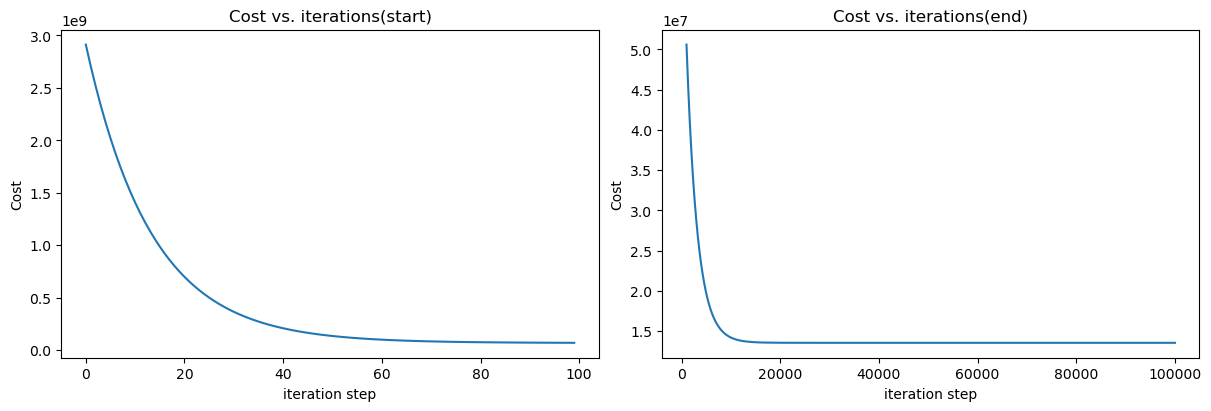 Cost vs. iterations(start)
1e9
3.0
2.5
2.0
1.5
1.0
0.5
0.0
Cost
0 20 40 60 80 100
iteration step
Cost vs. iterations(end)
1e7
5.0
4.5
4.0
3.5
3.0
2.5
2.0
1.5
Cost
0 20000 40000 60000 80000 100000
iteration step